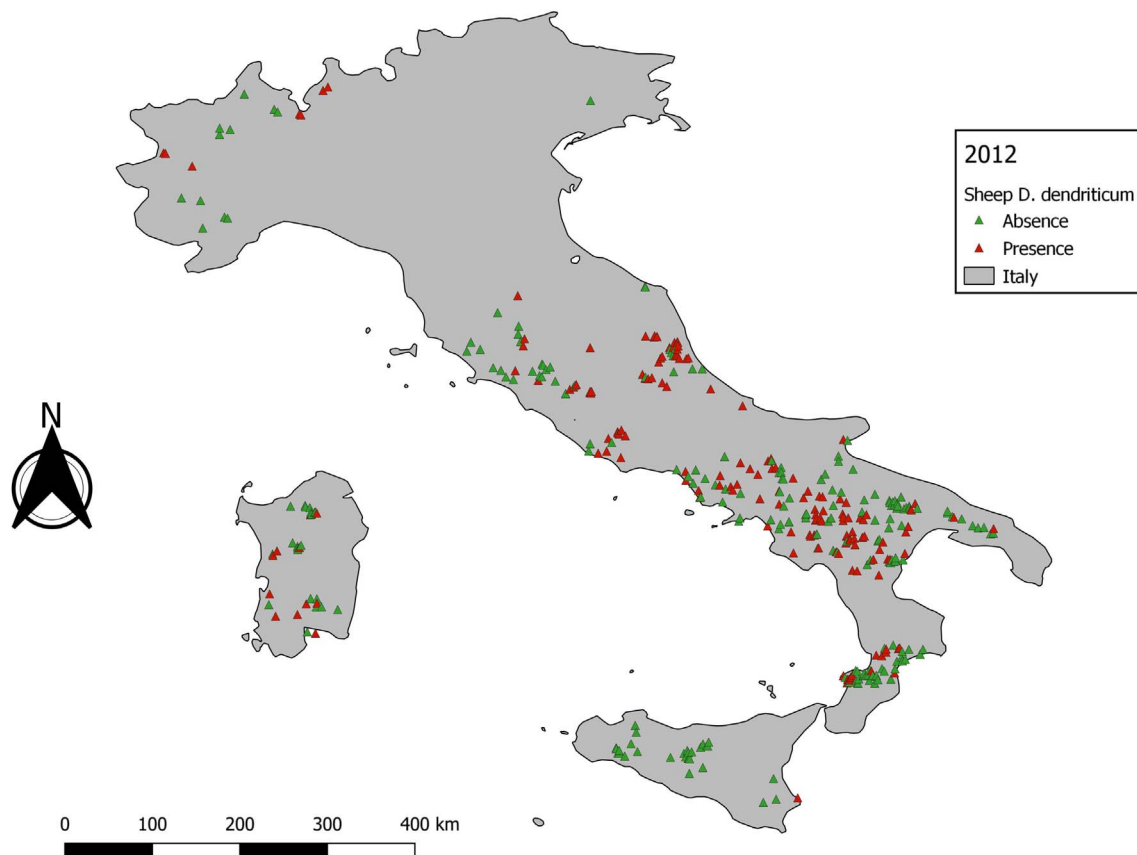 2012
Sheep D. dendriticum
Absence
Presence
Italy
N
0 100 200 300 400 km